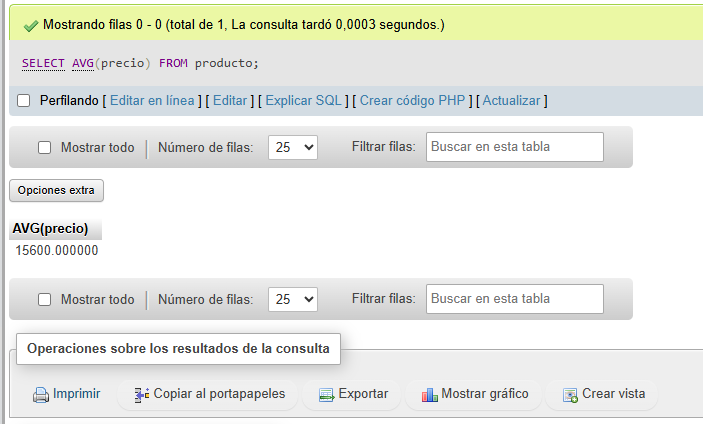 Mostrando filas 0 - 0 (total de 1, La consulta tardó 0,0003 segundos.)
SELECT AVG(precio) FROM producto;
Perfilando [ Editar en línea ] [ Editar ] [ Explicar SQL ] [ Crear código PHP ] [ Actualizar ]
Mostrar todo | Número de filas: 25 Filtrar filas: Buscar en esta tabla
Opciones extra
AVG(precio)
15600.000000
Mostrar todo | Número de filas: 25 Filtrar filas: Buscar en esta tabla
Operaciones sobre los resultados de la consulta
Imprimir Copiar al portapapeles Exportar Mostrar gráfico Crear vista